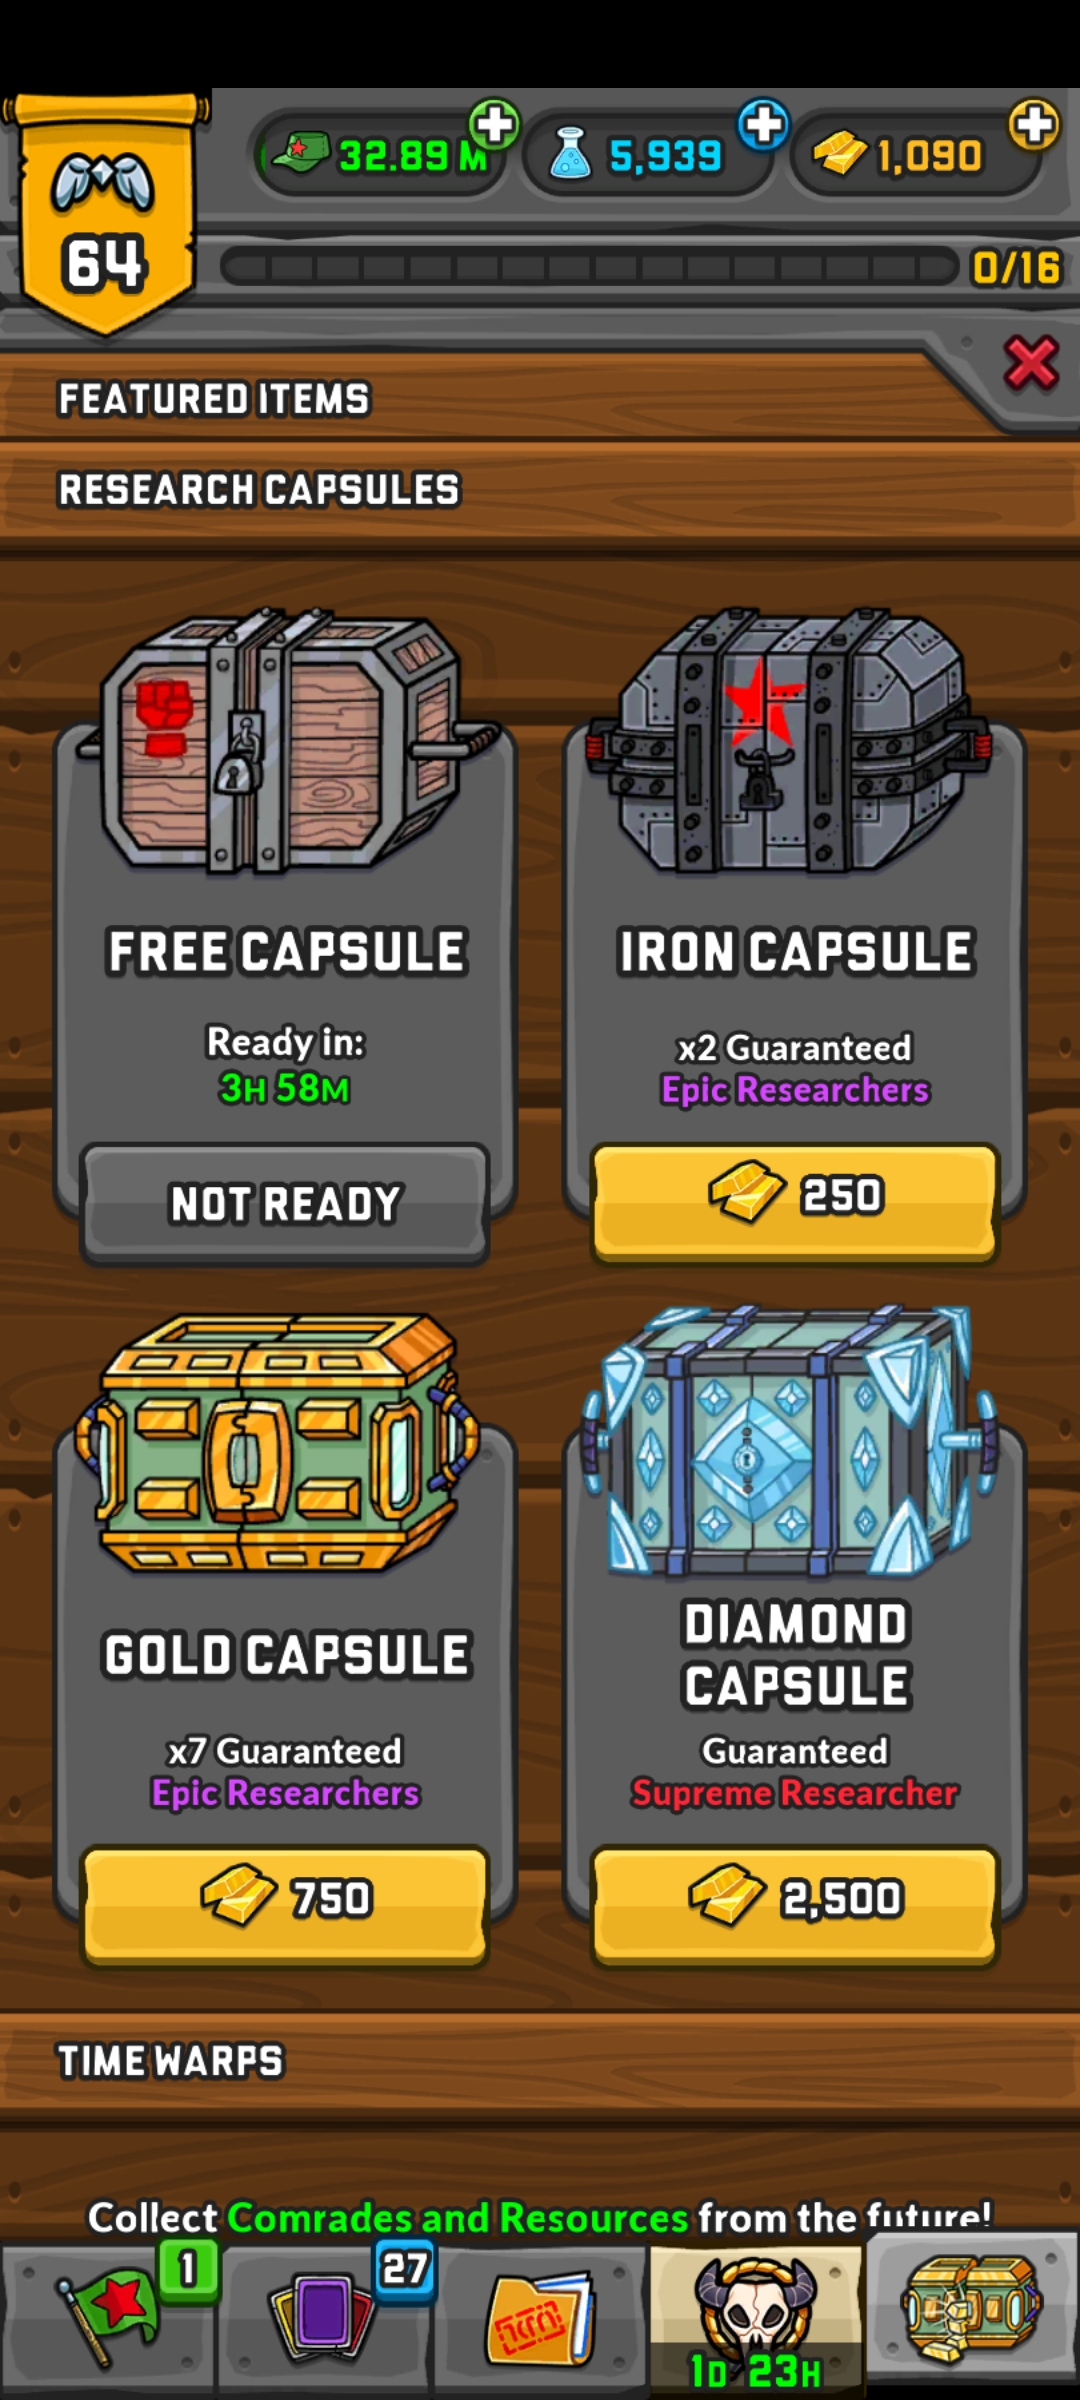 32.89 M
5,939
1,090
64
0/16
FEATURED ITEMS
RESEARCH CAPSULES
FREE CAPSULE
Ready in:
3H 58M
NOT READY
IRON CAPSULE
x2 Guaranteed
Epic Researchers
250
GOLD CAPSULE
x7 Guaranteed
Epic Researchers
750
DIAMOND
CAPSULE
Guaranteed
Supreme Researcher
2,500
TIME WARPS
Collect Comrades and Resources from the future!
1
27
1D 23H